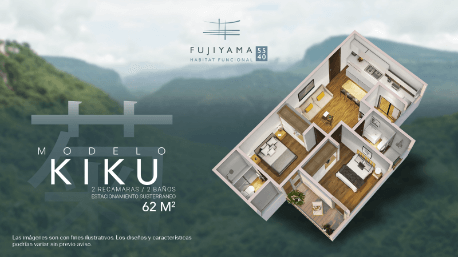 FUJIYAMA 55 40
HABITAT FUNCIONAL
MODELO
KIKU
2 RECÁMARAS / 2 BAÑOS
ESTACIONAMIENTO SUBTERRÁNEO
62 M²
Las imágenes son con fines ilustrativos. Los diseños y características
podrían variar sin previo aviso.